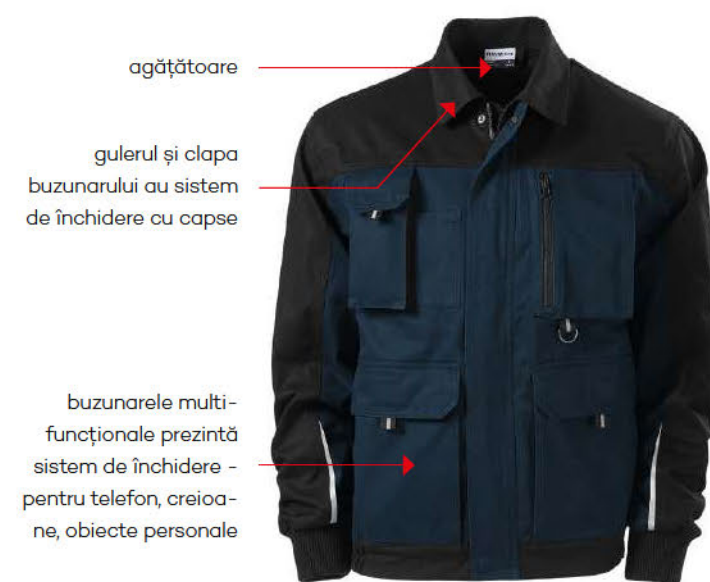 agățătoare
gulerul și clapa
buzunarului au sistem
de închidere cu capse
buzunarele multi-
funcționale prezintă
sistem de închidere -
pentru telefon, creioa-
ne, obiecte personale